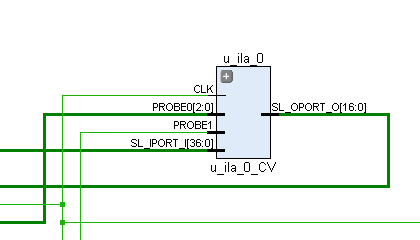 u_ila_0
CLK
PROBE0[2:0]
SL_OPORT_O[16:0]
PROBE1
SL_IPORT_I[36:0]
u_ila_0_CV